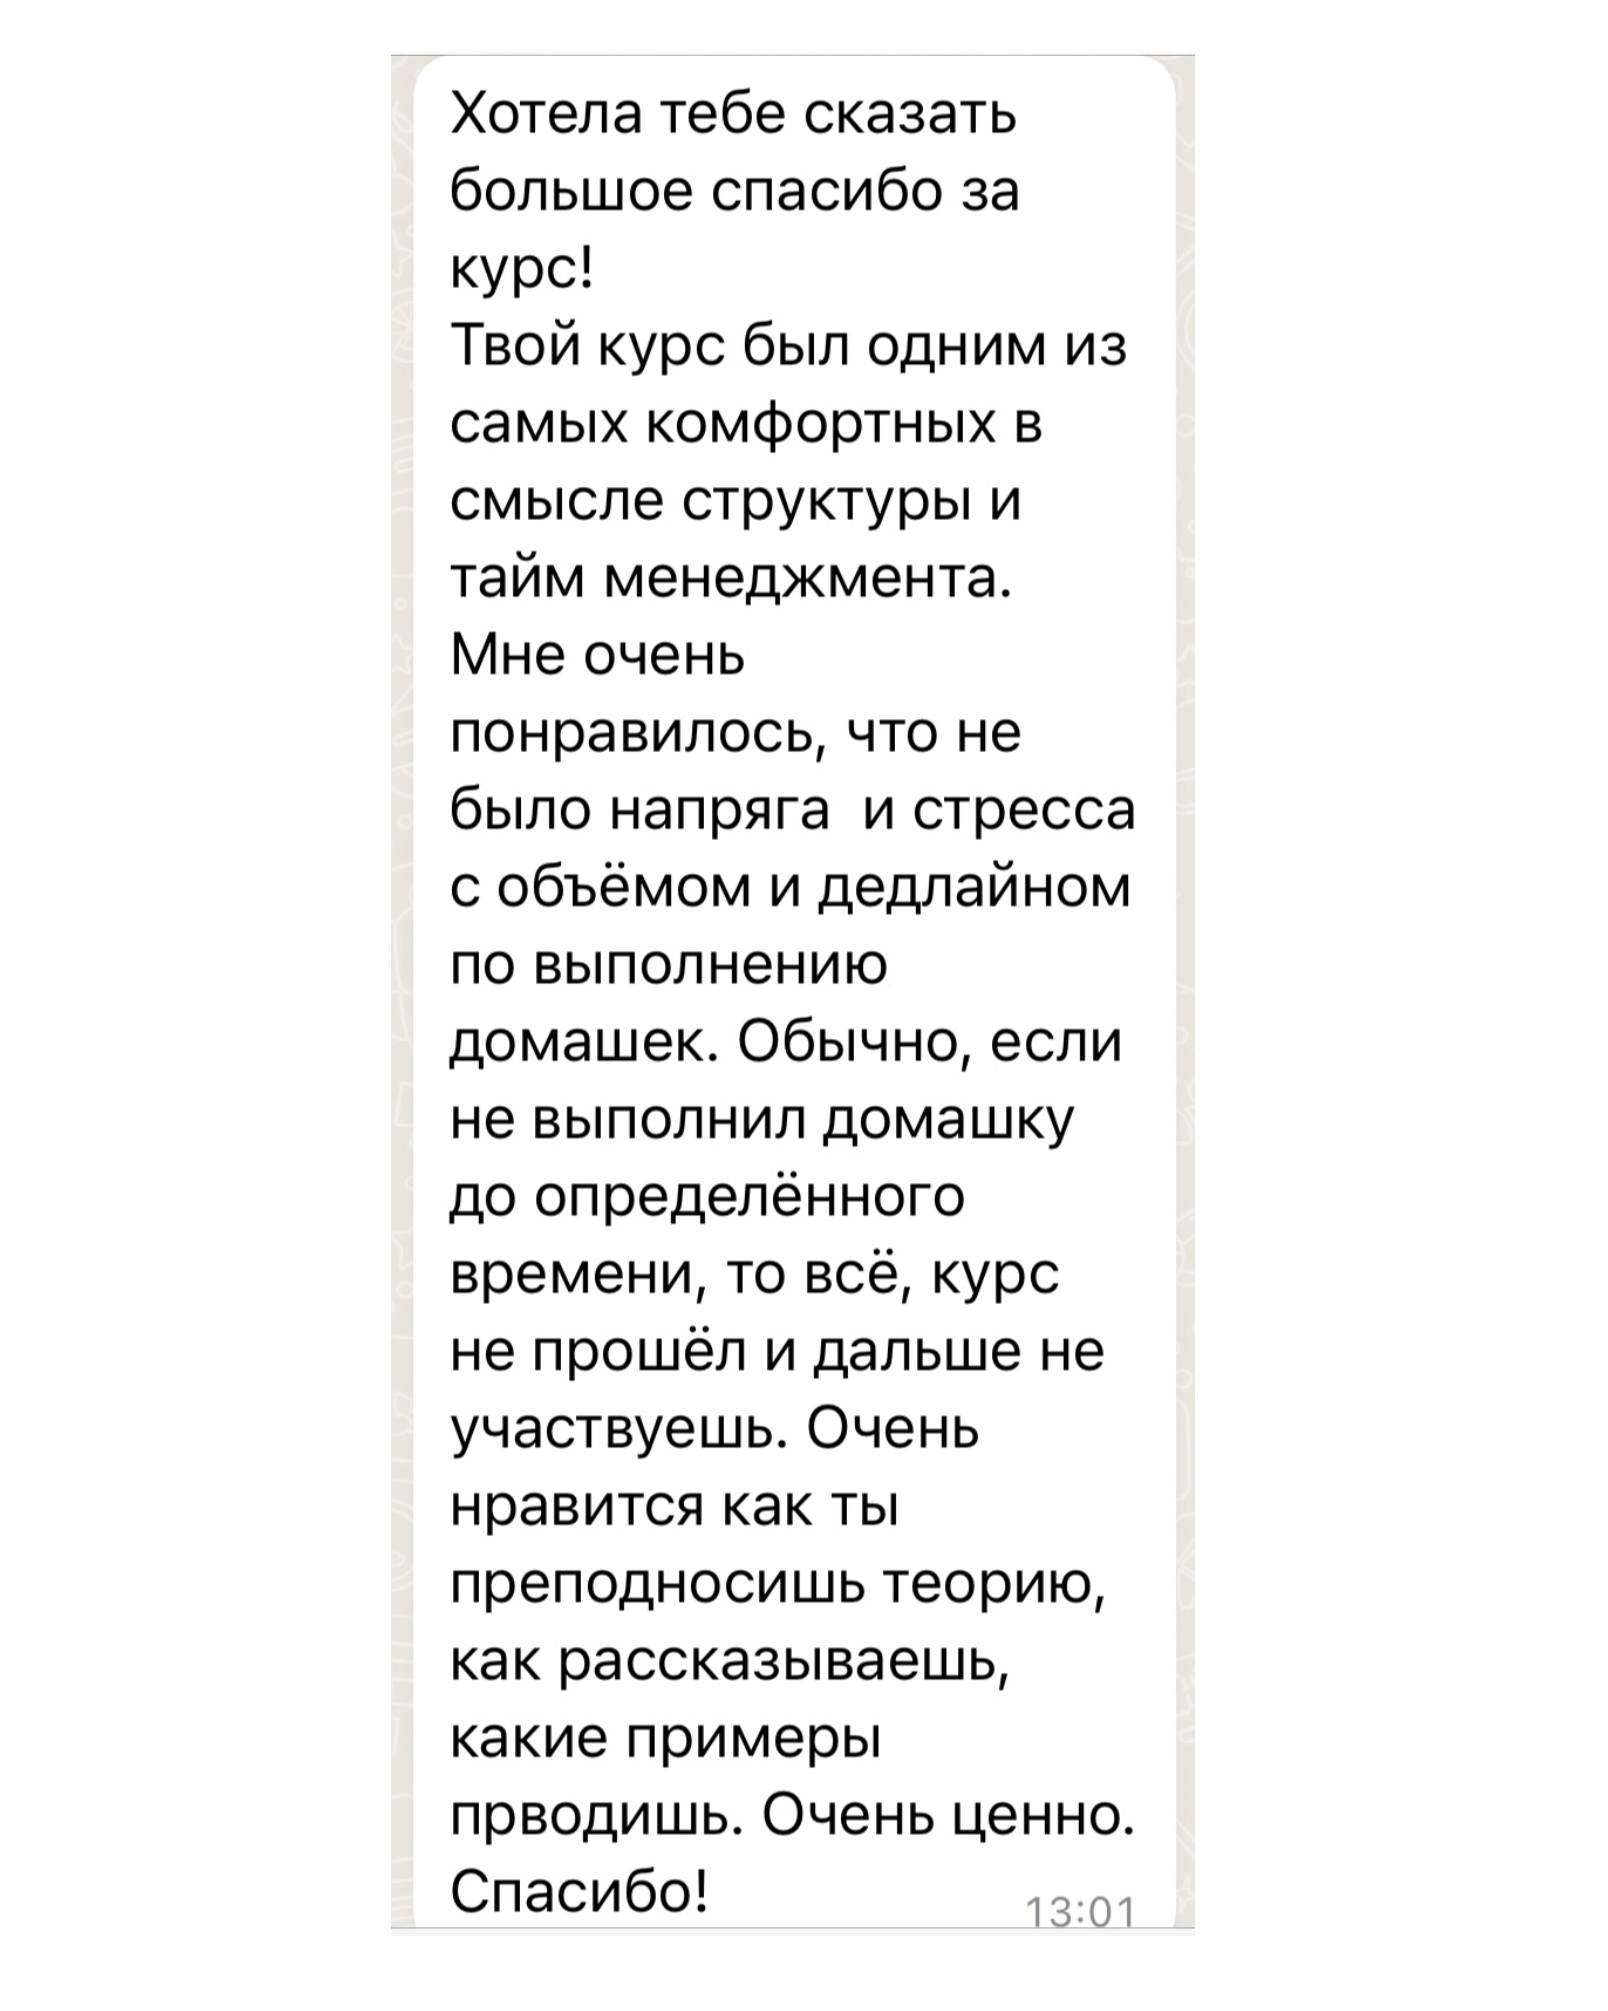 Хотела тебе сказать
большое спасибо за
курс!
Твой курс был одним из
самых комфортных в
смысле структуры и
тайм менеджмента.
Мне очень
понравилось, что не
было напряга  и стресса
с объёмом и дедлайном
по выполнению
домашек. Обычно, если
не выполнил домашку
до определённого
времени, то всё, курс
не прошёл и дальше не
участвуешь. Очень
нравится как ты
преподносишь теорию,
как рассказываешь,
какие примеры
прводишь. Очень ценно.
Спасибо!
13:01